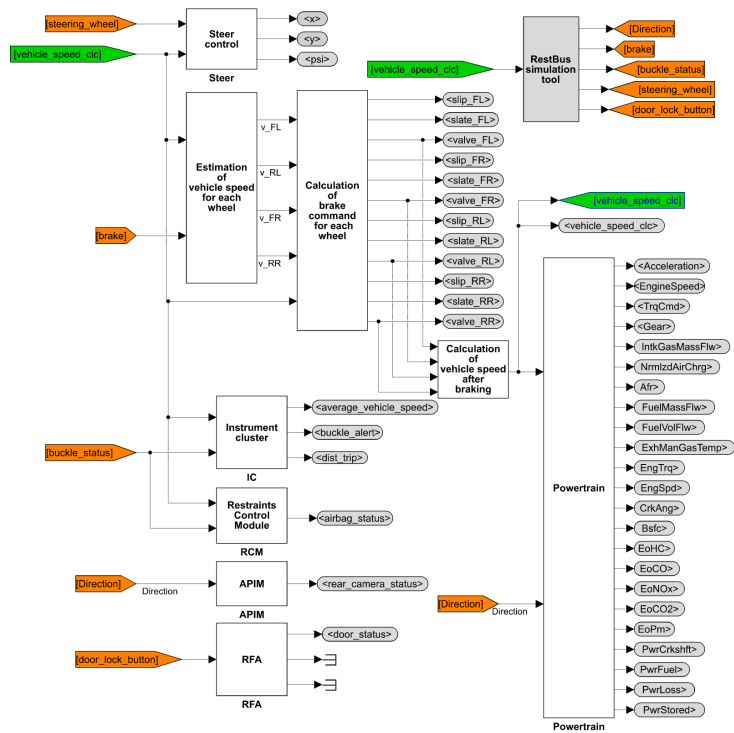 [steering_wheel]
[vehicle_speed_clc]
Steer
control
Steer
<x>
<y>
<psi>
[vehicle_speed_clc]
RestBus
simulation
tool
[Direction]
[brake]
[buckle_status]
[steering_wheel]
[door_lock_button]
[brake]
Estimation
of
vehicle speed
for each
wheel
v_FL
v_RL
v_FR
v_RR
Calculation
of
brake
command
for each
wheel
<slip_FL>
<slate_FL>
<valve_FL>
<slip_FR>
<slate_FR>
<valve_FR>
<slip_RL>
<slate_RL>
<valve_RL>
<slip_RR>
<slate_RR>
<valve_RR>
Calculation
of
vehicle speed
after
braking
[vehicle_speed_clc]
<vehicle_speed_clc>
[buckle_status]
Instrument
cluster
IC
<average_vehicle_speed>
<buckle_alert>
<dist_trip>
Restraints
Control
Module
RCM
<airbag_status>
[Direction]
Direction
APIM
APIM
<rear_camera_status>
[door_lock_button]
RFA
RFA
<door_status>
[Direction]
Direction
Powertrain
Powertrain
<Acceleration>
<EngineSpeed>
<TrqCmd>
<Gear>
IntkGasMassFlw>
NrmlzdAirChrg>
Afr>
FuelMassFlw>
FuelVolFlw>
ExhManGasTemp>
EngTrq>
EngSpd>
CrkAng>
Bsfc>
EoHC>
EoCO>
EoNOx>
EoCO2>
EoPm>
PwrCrkshft>
PwrFuel>
PwrLoss>
PwrStored>